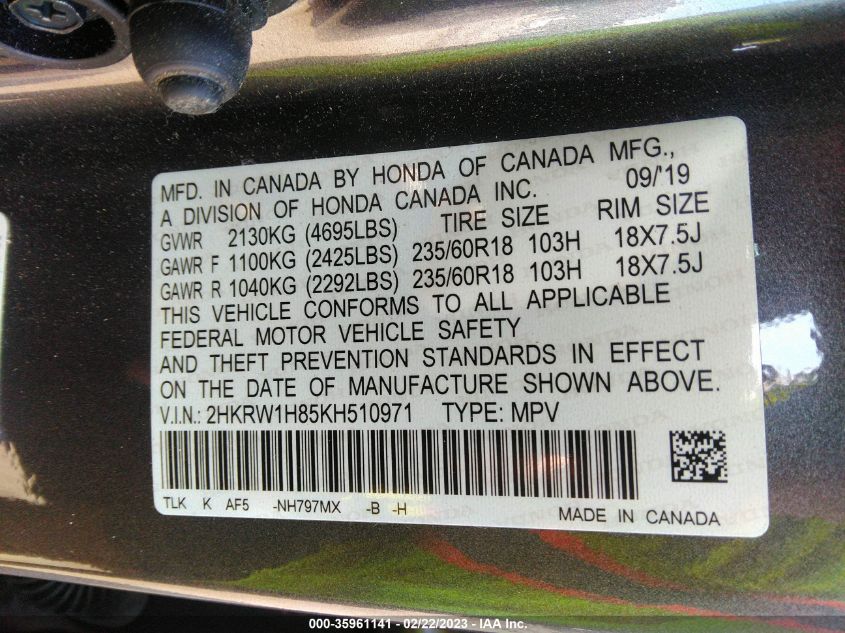 MFD. IN CANADA BY HONDA OF CANADA MFG.,
A DIVISION OF HONDA CANADA INC. 09/'19
GVWR 2130KG (4695LBS) TIRE SIZE RIM SIZE
GAWR F 1100KG (2425LBS) 235/60R18 103H 18X7.5J
GAWR R 1040KG (2292LBS) 235/60R18 103H 18X7.5J
THIS VEHICLE CONFORMS TO ALL APPLICABLE
FEDERAL MOTOR VEHICLE SAFETY
AND THEFT PREVENTION STANDARDS IN EFFECT
ON THE DATE OF MANUFACTURE SHOWN ABOVE.
V.I.N.: 2HKRW1H85KH510971 TYPE: MPV
TLK K AF5 -NH797MX -B -H
MADE IN CANADA
000-35961141 - 02/22/2023 - IAA Inc.